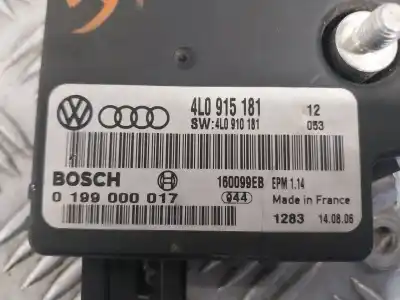 4L0 915 181 12
SW:4L0 910 181 053
BOSCH 160099EB EPM 1.14
0 199 000 017 944 Made in France
1283 14.08.06